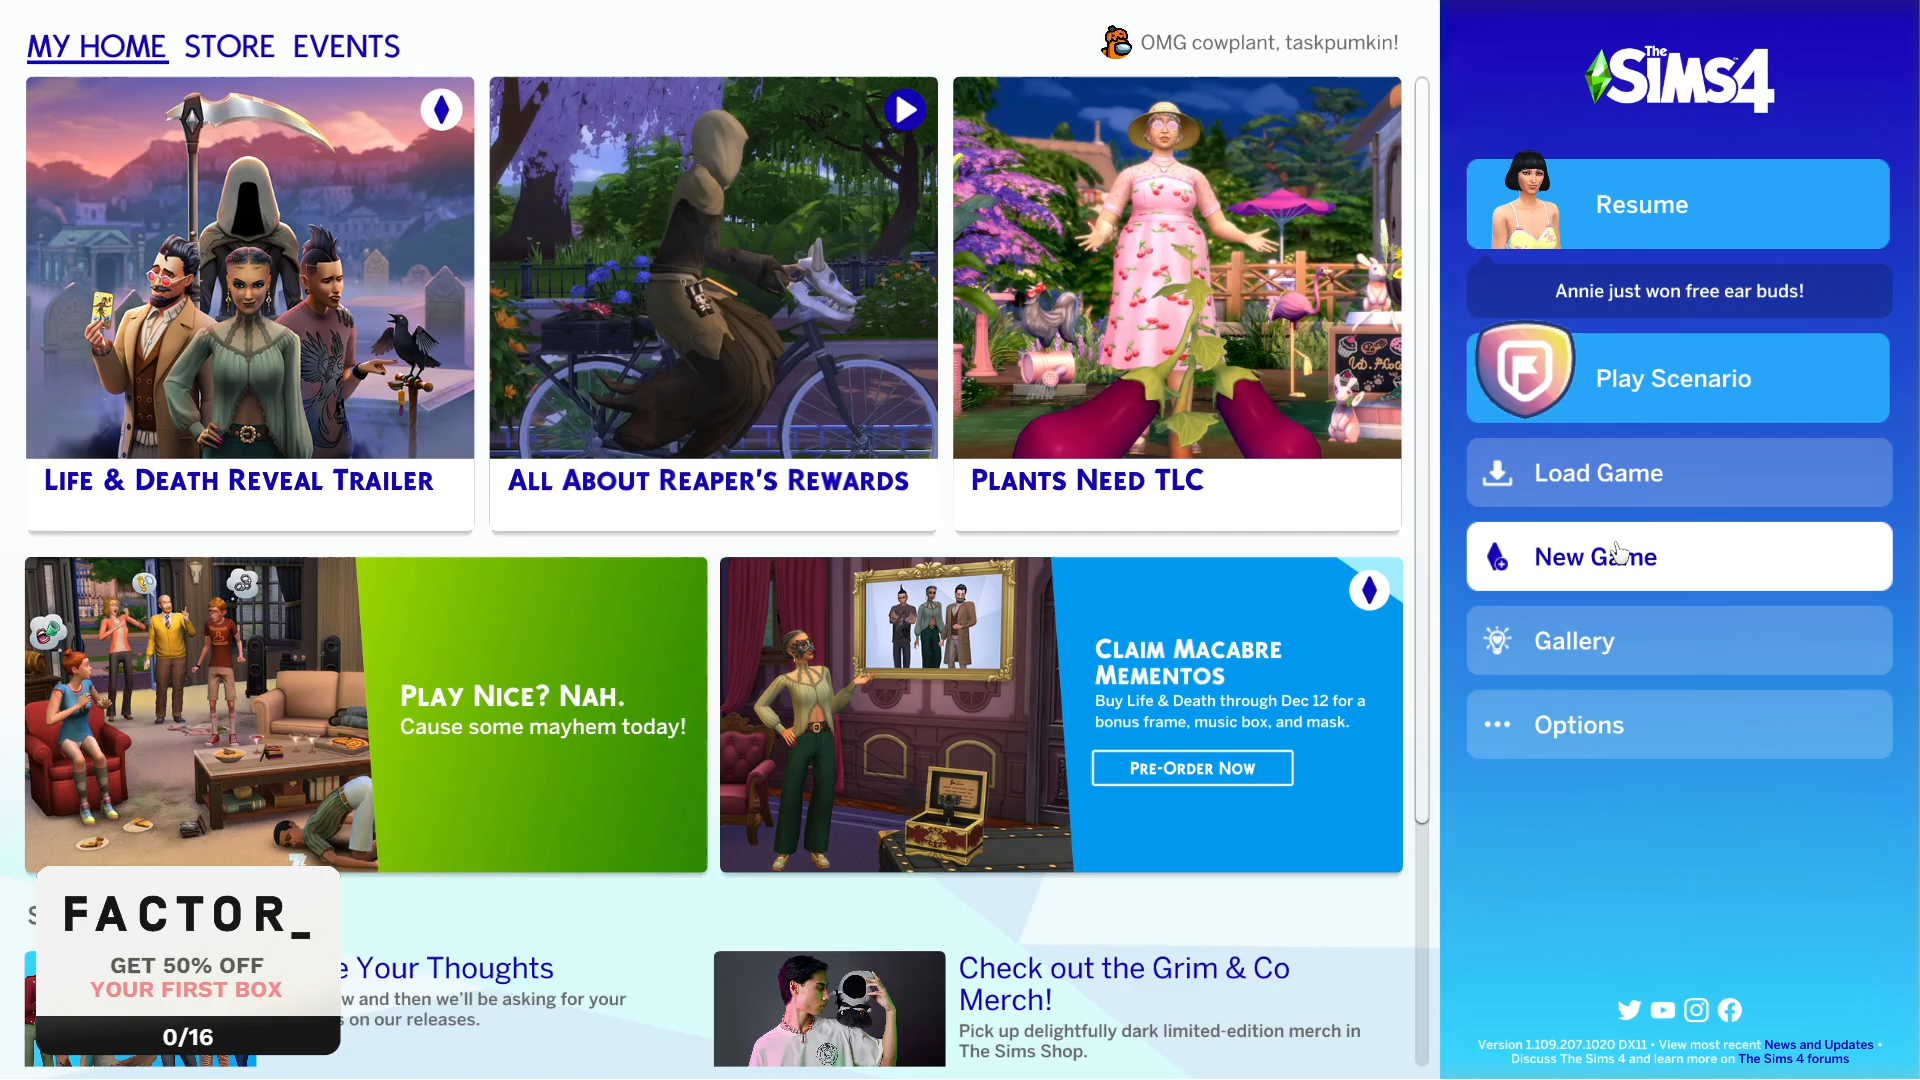 MY HOME STORE EVENTS
OMG cowplant, taskpumkin!
LIFE & DEATH REVEAL TRAILER
ALL ABOUT REAPER'S REWARDS
PLANTS NEED TLC
PLAY NICE? NAH.
Cause some mayhem today!
CLAIM MACABRE
MEMENTOS
Buy Life & Death through Dec 12 for a
bonus frame, music box, and mask.
PRE-ORDER NOW
FACTOR_
GET 50% OFF
YOUR FIRST BOX
0/16
Your Thoughts
and then we'll be asking for your
on our releases.
Check out the Grim & Co
Merch!
Pick up delightfully dark limited-edition merch in
The Sims Shop.
The SIMS 4
Resume
Annie just won free ear buds!
Play Scenario
Load Game
New Game
Gallery
Options
Version 1.109.207.1020 DX11 • View most recent News and Updates •
Discuss The Sims 4 and learn more on The Sims 4 forums